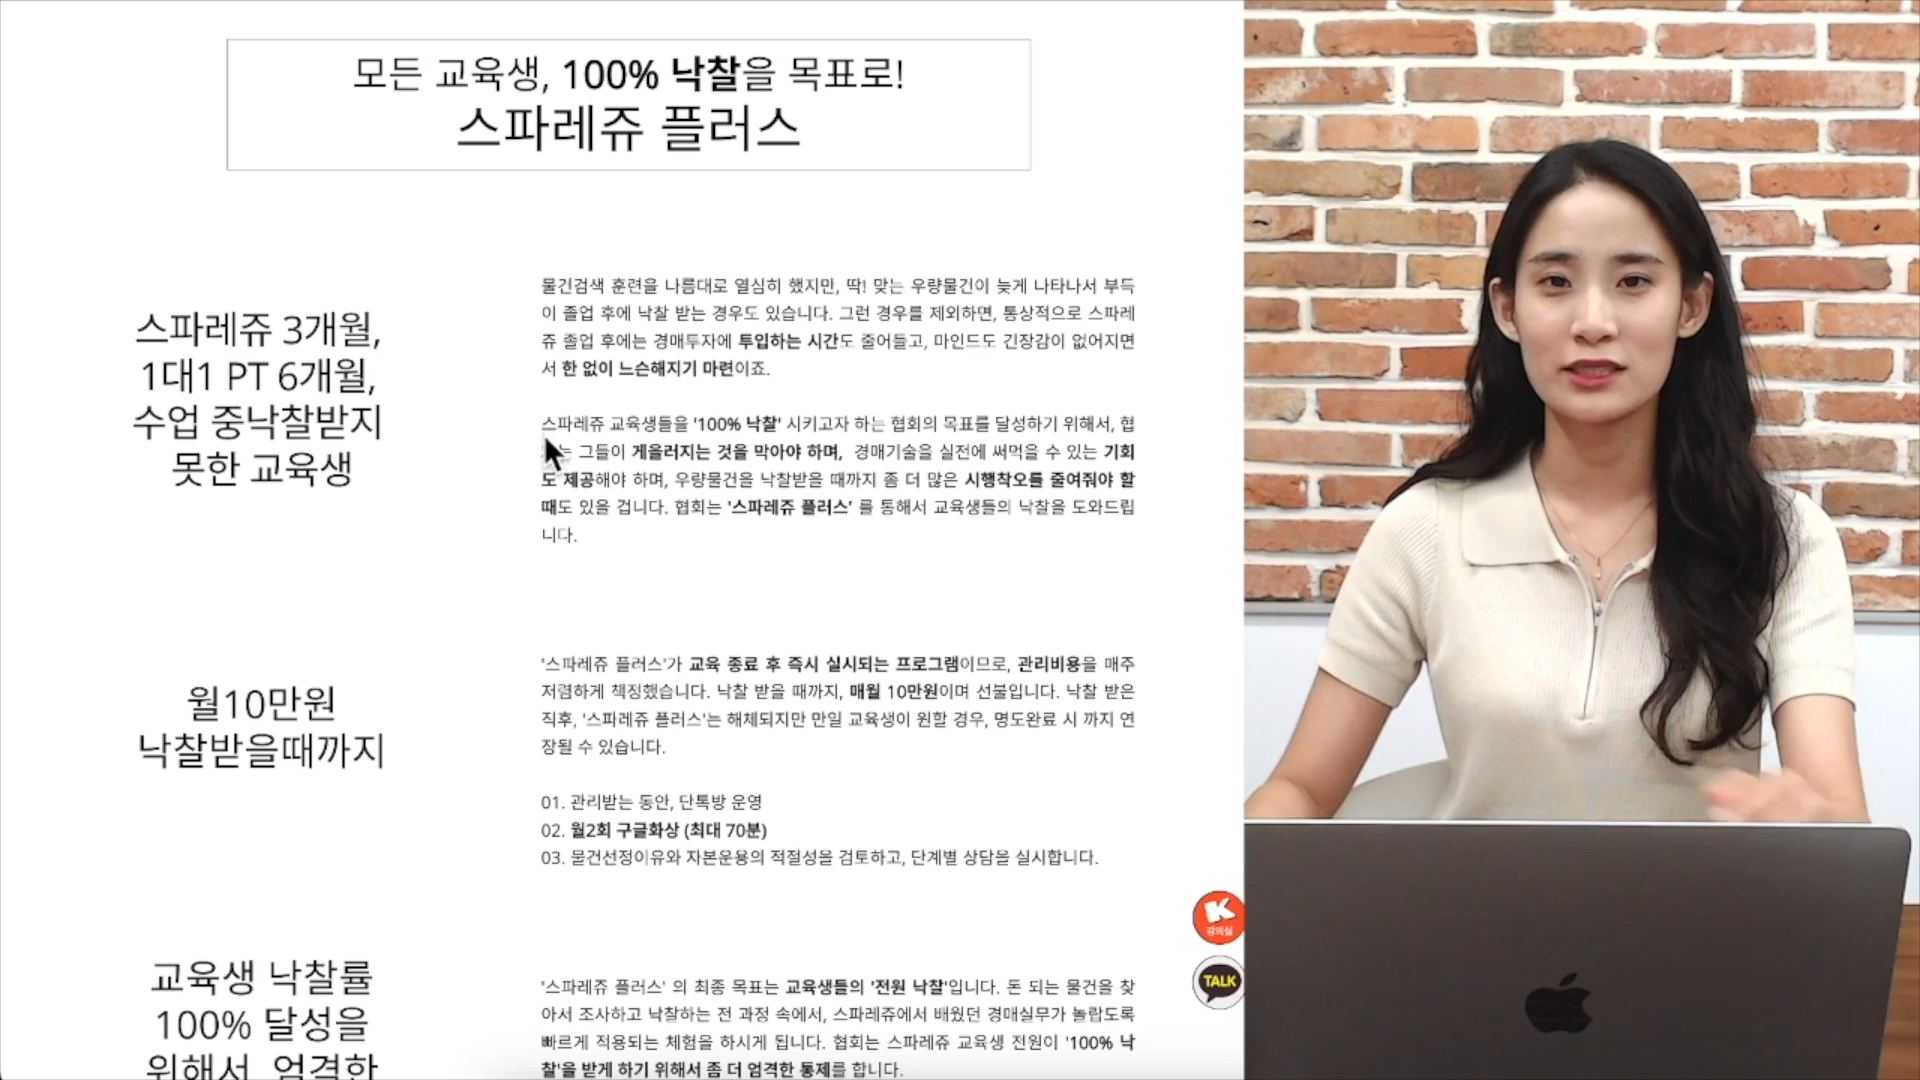 모든 교육생, 100% 낙찰을 목표로!
스파레쥬 플러스
스파레쥬 3개월,
1대1 PT 6개월,
수업 중낙찰받지
못한 교육생
물건검색 훈련을 나름대로 열심히 했지만, 딱! 맞는 우량물건이 늦게 나타나서 부득
이 졸업 후에 낙찰 받는 경우도 있습니다. 그런 경우를 제외하면, 통상적으로 스파레
쥬 졸업 후에는 경매투자에 투입하는 시간도 줄어들고, 마인드도 긴장감이 없어지면
서 한 없이 느슨해지기 마련이죠.
스파레쥬 교육생들을 '100% 낙찰' 시키고자 하는 협회의 목표를 달성하기 위해서, 협
는 그들이 게을러지는 것을 막아야 하며, 경매기술을 실전에 써먹을 수 있는 기회
도 제공해야 하며, 우량물건을 낙찰받을 때까지 좀 더 많은 시행착오를 줄여줘야 할
때도 있을 겁니다. 협회는 '스파레쥬 플러스' 를 통해서 교육생들의 낙찰을 도와드립
니다.
월10만원
낙찰받을때까지
'스파레쥬 플러스'가 교육 종료 후 즉시 실시되는 프로그램이므로, 관리비용을 매주
저렴하게 책정했습니다. 낙찰 받을 때까지, 매월 10만원이며 선불입니다. 낙찰 받은
직후, '스파레쥬 플러스'는 해체되지만 만일 교육생이 원할 경우, 명도완료 시 까지 연
장될 수 있습니다.
01. 관리받는 동안, 단톡방 운영
02. 월2회 구글화상 (최대 70분)
03. 물건선정이유와 자본운용의 적절성을 검토하고, 단계별 상담을 실시합니다.
K
강의실
TALK
교육생 낙찰률
100% 달성을
위해서, 엄격한
'스파레쥬 플러스' 의 최종 목표는 교육생들의 '전원 낙찰'입니다. 돈 되는 물건을 찾
아서 조사하고 낙찰하는 전 과정 속에서, 스파레쥬에서 배웠던 경매실무가 놀랍도록
빠르게 적용되는 체험을 하시게 됩니다. 협회는 스파레쥬 교육생 전원이 '100% 낙
찰'을 받게 하기 위해서 좀 더 엄격한 통제를 합니다.